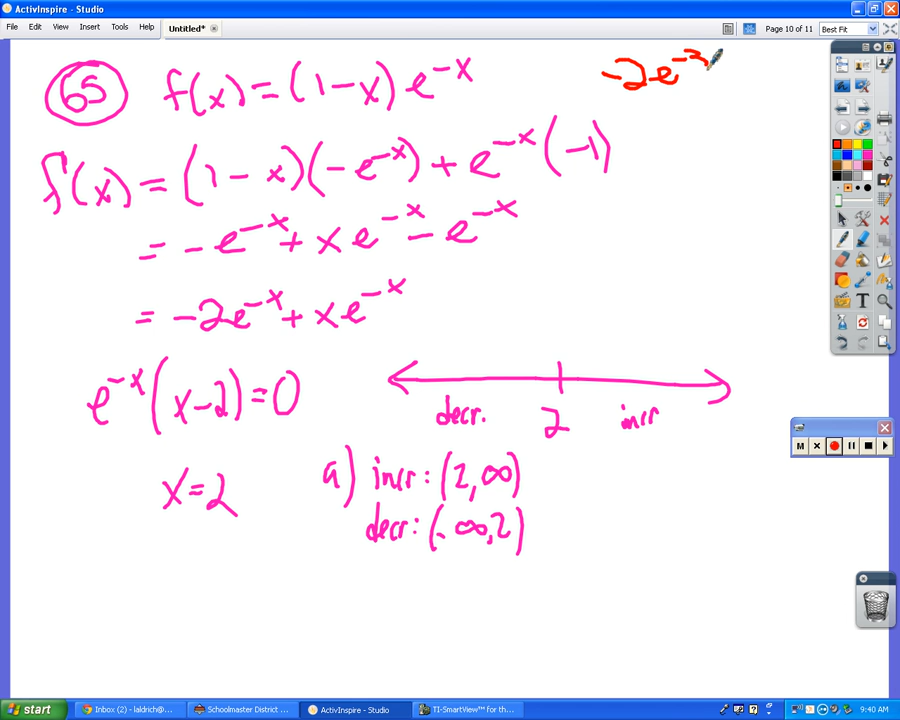 ActivInspire - Studio
File Edit View Insert Tools Help Untitled* Page 10 of 11 Best Fit
65 f(x) = (1-x) e^{-x}
-2e^{-3
f'(x) = (1-x)(-e^{-x}) + e^{-x}(-1)
= -e^{-x} + xe^{-x} - e^{-x}
= -2e^{-x} + xe^{-x}
e^{-x}(x-2) = 0
decr. 2 incr
x = 2
a) incr: (2, ∞)
decr: (-∞, 2)
M
T
start Inbox (2) - laldrich@... Schoolmaster District ... ActivInspire - Studio TI-SmartView™ for th... 9:40 AM